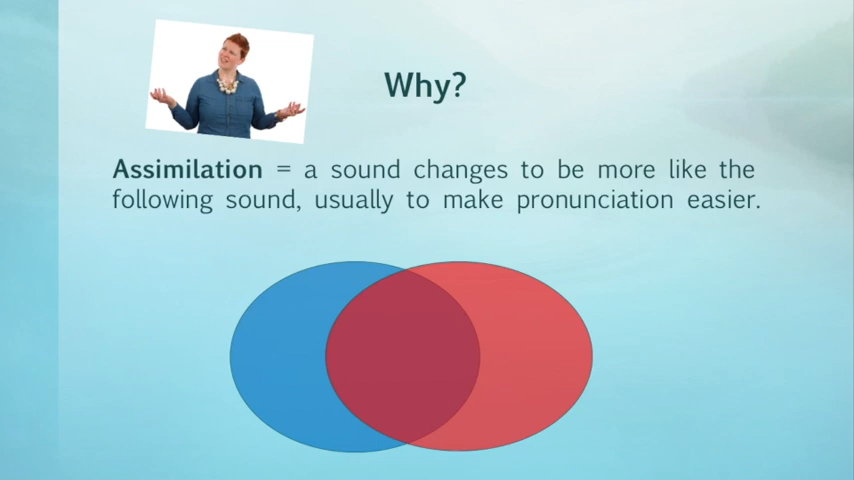 Why?
Assimilation = a sound changes to be more like the
following sound, usually to make pronunciation easier.